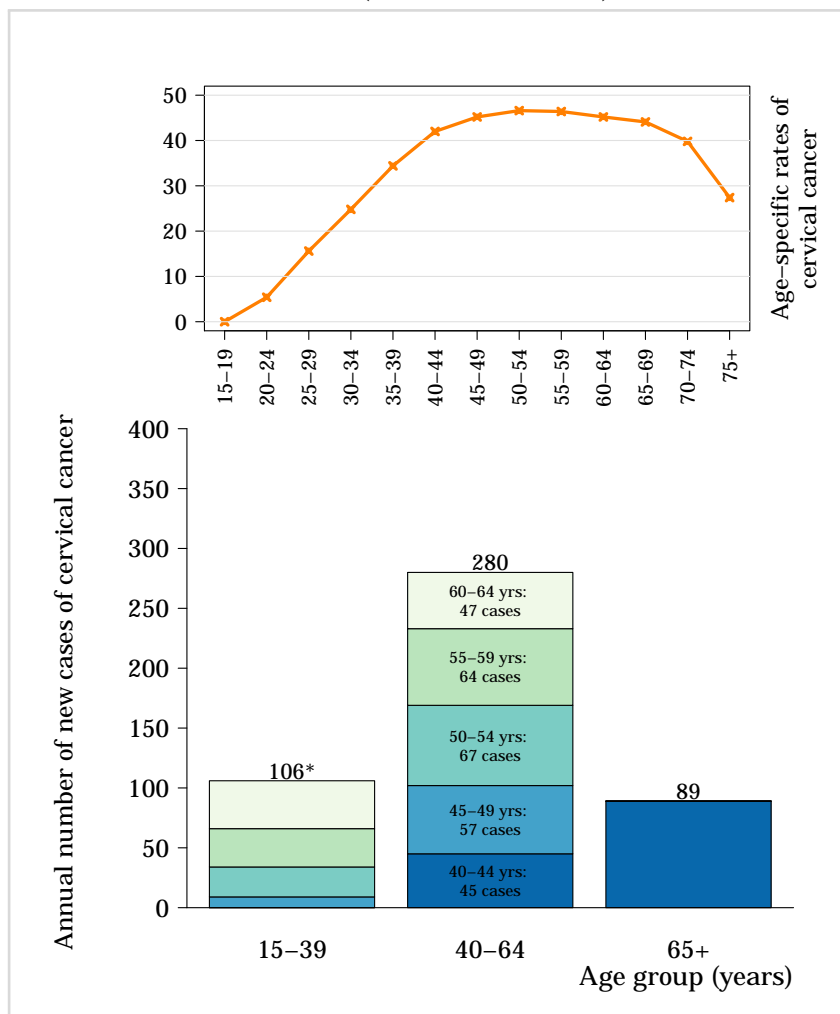 50
40
30
20
10
0
Age–specific rates of
cervical cancer
15–19
20–24
25–29
30–34
35–39
40–44
45–49
50–54
55–59
60–64
65–69
70–74
75+
Annual number of new cases of cervical cancer
400
350
300
250
200
150
100
50
0
106*
280
60–64 yrs:
47 cases
55–59 yrs:
64 cases
50–54 yrs:
67 cases
45–49 yrs:
57 cases
40–44 yrs:
45 cases
89
15–39
40–64
65+
Age group (years)